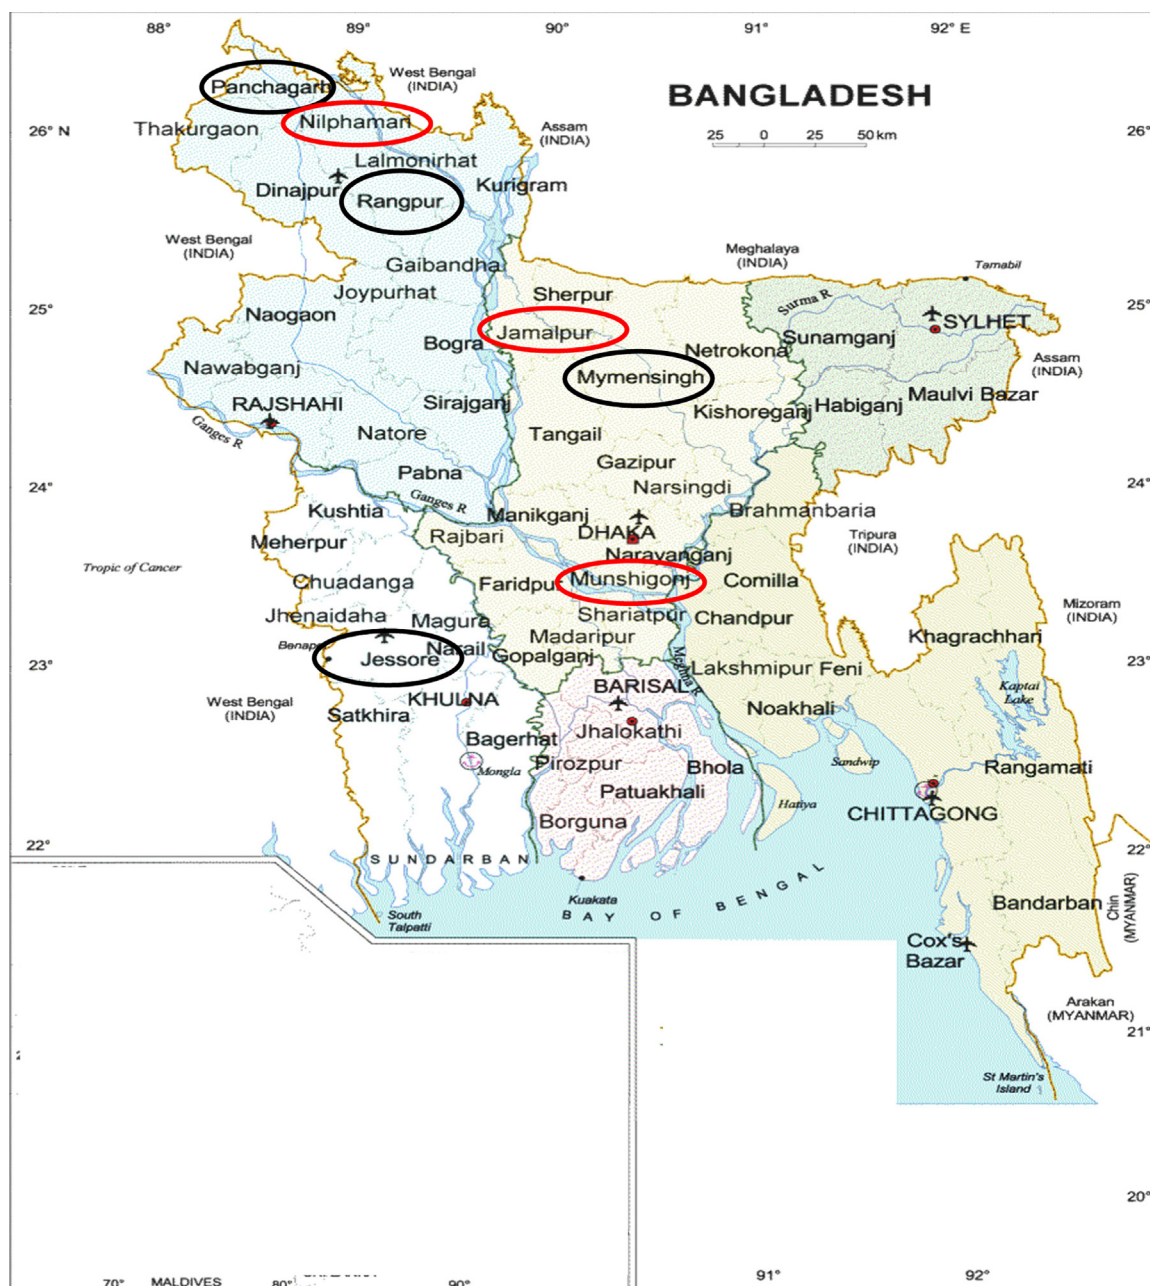 88°
89°
90°
91°
92° E
West Bengal
(INDIA)
BANGLADESH
Panchagarh
Nilphamari
Thakurgaon
26° N
Assam
(INDIA)
25 0 25 50 km
26°
Lalmonirhat
Dinajpur
Kurigram
Rangpur
West Bengal
(INDIA)
Meghalaya
(INDIA)
Tamabil
Gaibandha
Joypurhat
Sherpur
25°
Naogaon
Surma R
25°
SYLHET
Jamalpur
Sunamganj
Bogra
Netrokona
Assam
(INDIA)
Nawabganj
Mymensingh
Maulvi Bazar
RAJSHAHI
Sirajganj
Kishoreganj
Habiganj
Ganges R
Natore
Tangail
Gazipur
Pabna
24°
Narsingdi
24°
Ganges R
Kushtia
Manikganj
Brahmanbaria
DHAKA
Rajbari
Tripura
(INDIA)
Meherpur
Narayanganj
Tropic of Cancer
Chuadanga
Faridpur
Munshigonj
Comilla
Jhenaidaha
Magura
Shariatpur
Chandpur
Mizoram
(INDIA)
Madaripur
Khagrachhari
Narail
Gopalganj
23°
Jessore
Lakshmipur
Feni
23°
Meghna R
BARISAL
Kaptai
Lake
West Bengal
(INDIA)
KHULNA
Satkhira
Noakhali
Jhalokathi
Bagerhat
Mongla
Pirozpur
Bhola
Sandwip
Rangamati
Patuakhali
Hatiya
CHITTAGONG
Borguna
22°
SUNDARBAN
22°
Kuakata
BAY OF BENGAL
South
Talpatti
Bandarban
Chin
(MYANMAR)
Cox's
Bazar
Arakan
(MYANMAR)
21°
St Martin's
Island
20°
70°
MALDIVES
80°
90°
91°
92°